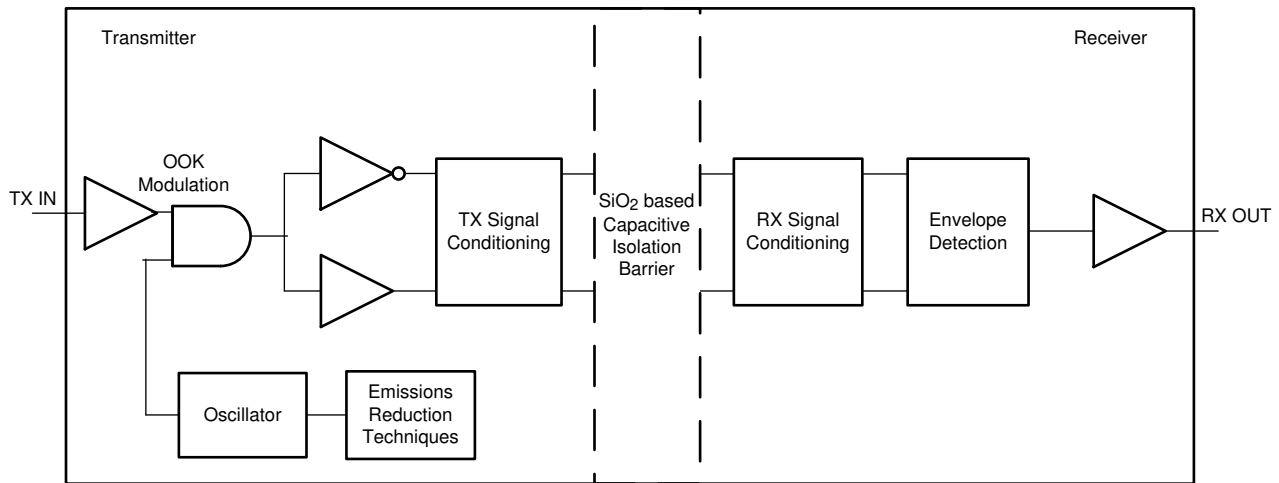 Transmitter
Receiver
OOK
Modulation
TX IN
TX Signal
Conditioning
SiO2 based
Capacitive
Isolation
Barrier
RX Signal
Conditioning
Envelope
Detection
RX OUT
Oscillator
Emissions
Reduction
Techniques